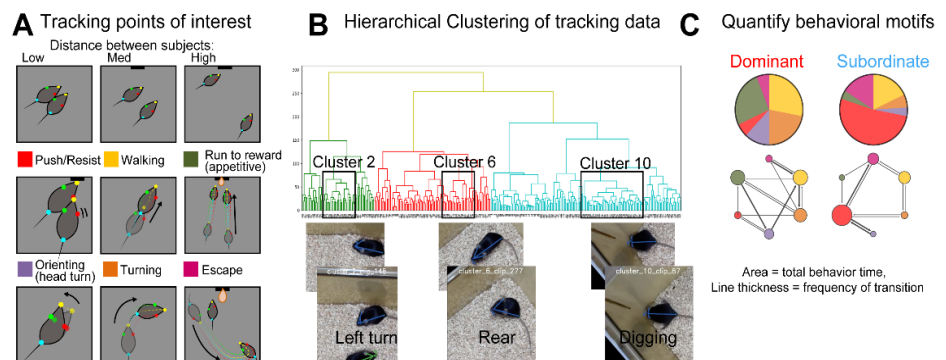 A Tracking points of interest
Distance between subjects:
Low Med High
Push/Resist Walking Run to reward
(appetitive)
Orienting
(head turn) Turning Escape
B Hierarchical Clustering of tracking data
Cluster 2 Cluster 6 Cluster 10
cluster_6_clip_277 cluster_10_clip_87
Left turn Rear Digging
C Quantify behavioral motifs
Dominant Subordinate
Area = total behavior time,
Line thickness = frequency of transition